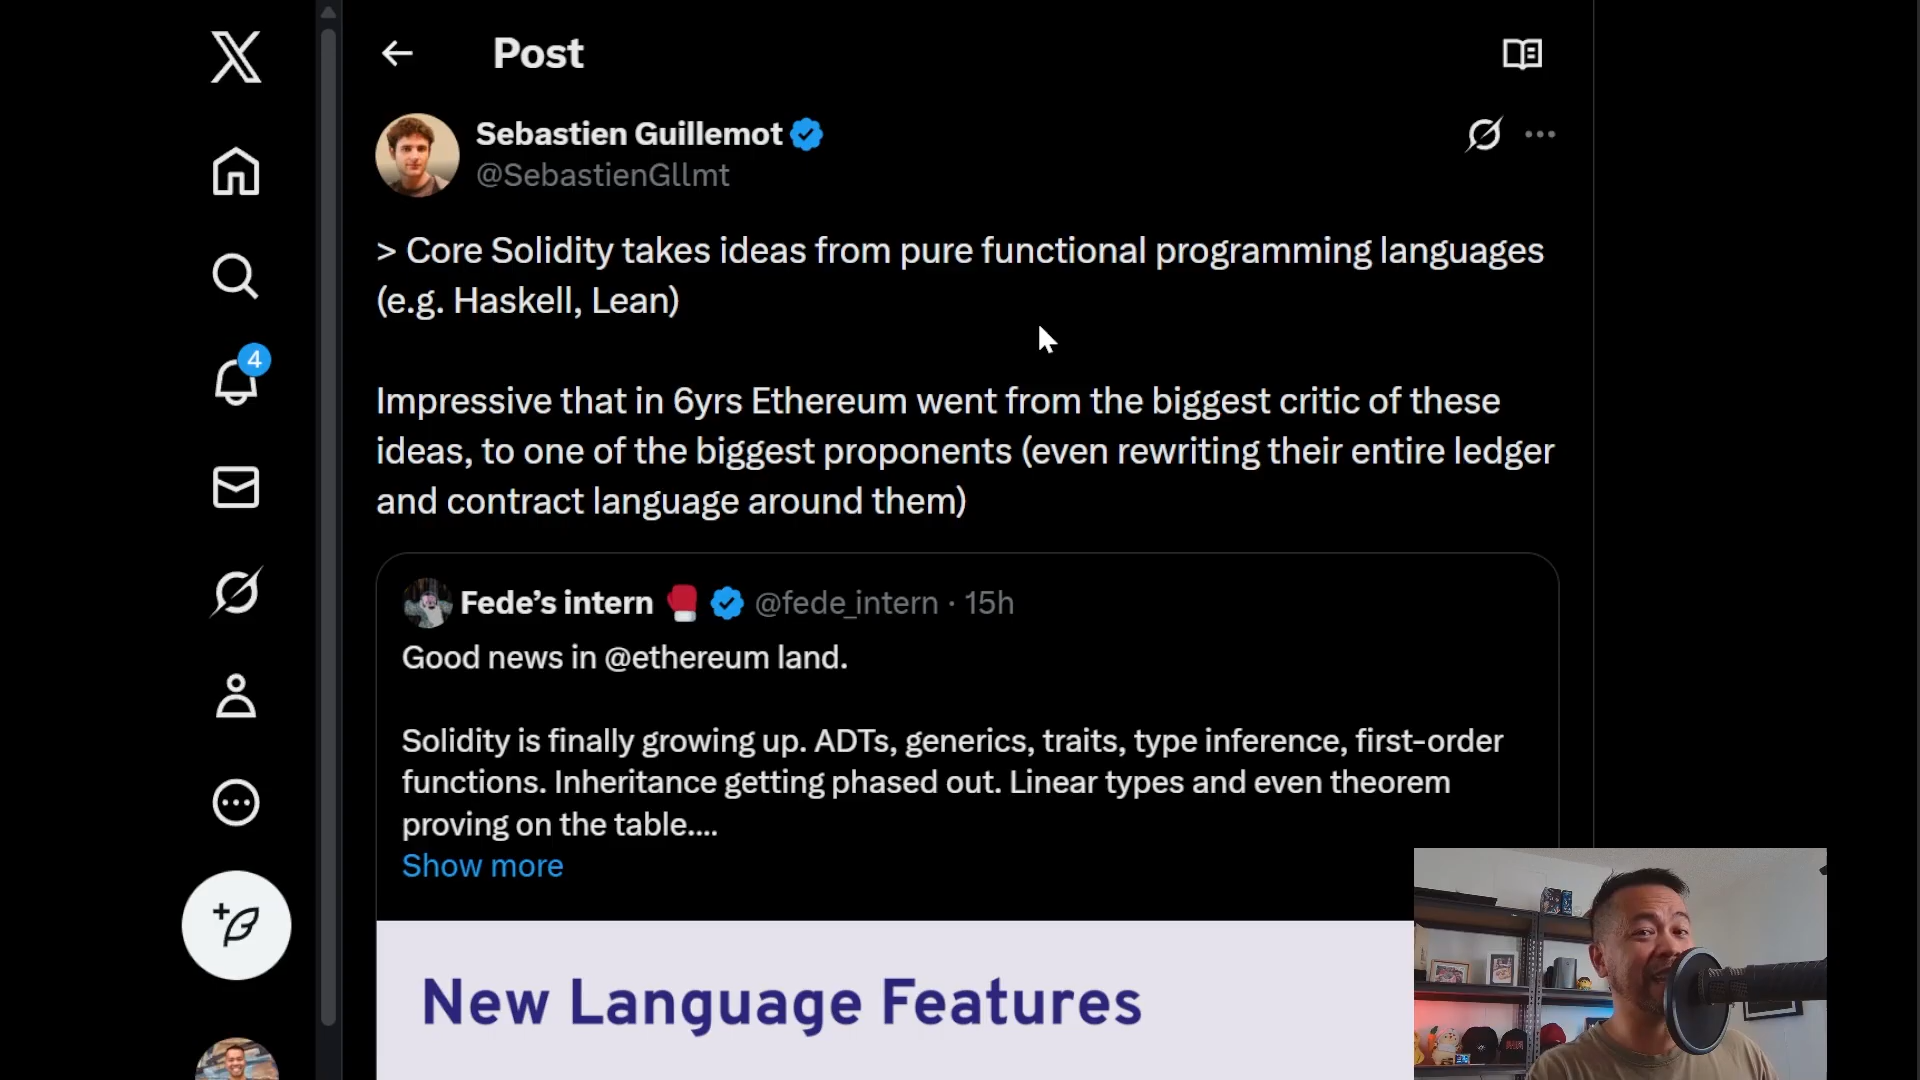 Post
Sebastien Guillemot
@SebastienGllmt
> Core Solidity takes ideas from pure functional programming languages
(e.g. Haskell, Lean)
4
Impressive that in 6yrs Ethereum went from the biggest critic of these
ideas, to one of the biggest proponents (even rewriting their entire ledger
and contract language around them)
Fede's intern 🥊 @fede_intern · 15h
Good news in @ethereum land.
Solidity is finally growing up. ADTs, generics, traits, type inference, first-order
functions. Inheritance getting phased out. Linear types and even theorem
proving on the table....
Show more
New Language Features